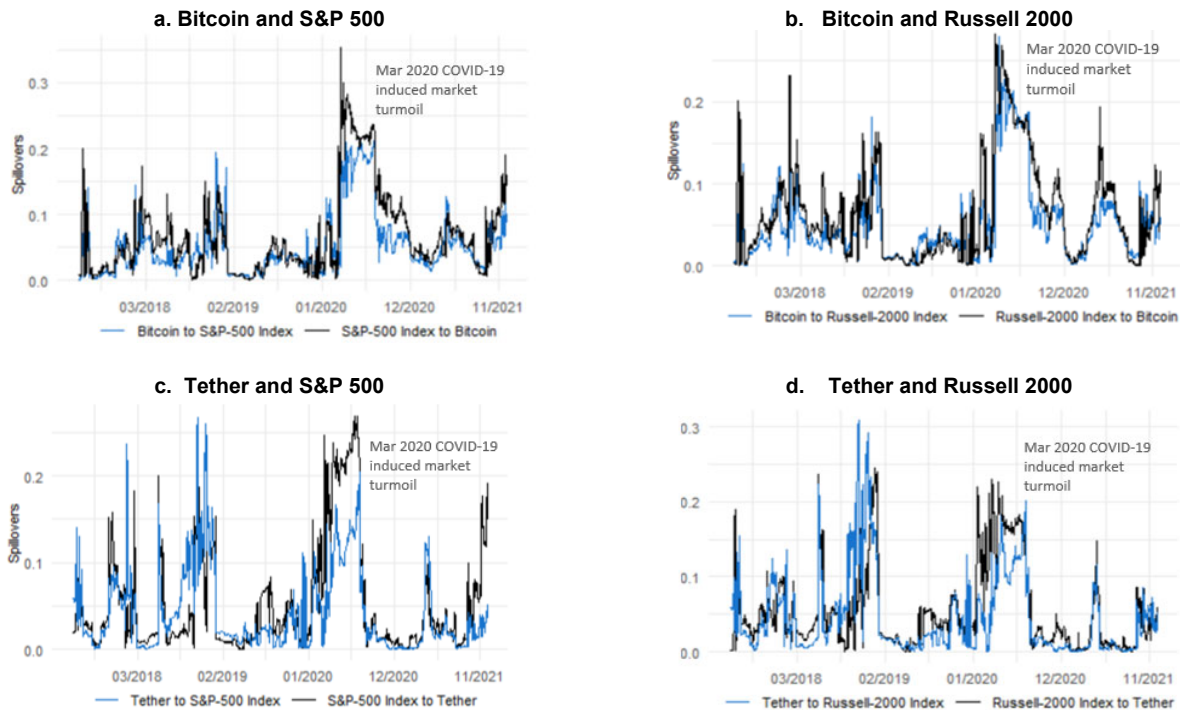 a. Bitcoin and S&P 500
Mar 2020 COVID-19
induced market
turmoil
Spillovers
0.3
0.2
0.1
0.0
03/2018 02/2019 01/2020 12/2020 11/2021
Bitcoin to S&P-500 Index S&P-500 Index to Bitcoin
b. Bitcoin and Russell 2000
Mar 2020 COVID-19
induced market
turmoil
Spillovers
0.2
0.1
0.0
03/2018 02/2019 01/2020 12/2020 11/2021
Bitcoin to Russell-2000 Index Russell-2000 Index to Bitcoin
c. Tether and S&P 500
Mar 2020 COVID-19
induced market
turmoil
Spillovers
0.2
0.1
0.0
03/2018 02/2019 01/2020 12/2020 11/2021
Tether to S&P-500 Index S&P-500 Index to Tether
d. Tether and Russell 2000
Mar 2020 COVID-19
induced market
turmoil
Spillovers
0.3
0.2
0.1
0.0
03/2018 02/2019 01/2020 12/2020 11/2021
Tether to Russell-2000 Index Russell-2000 Index to Tether